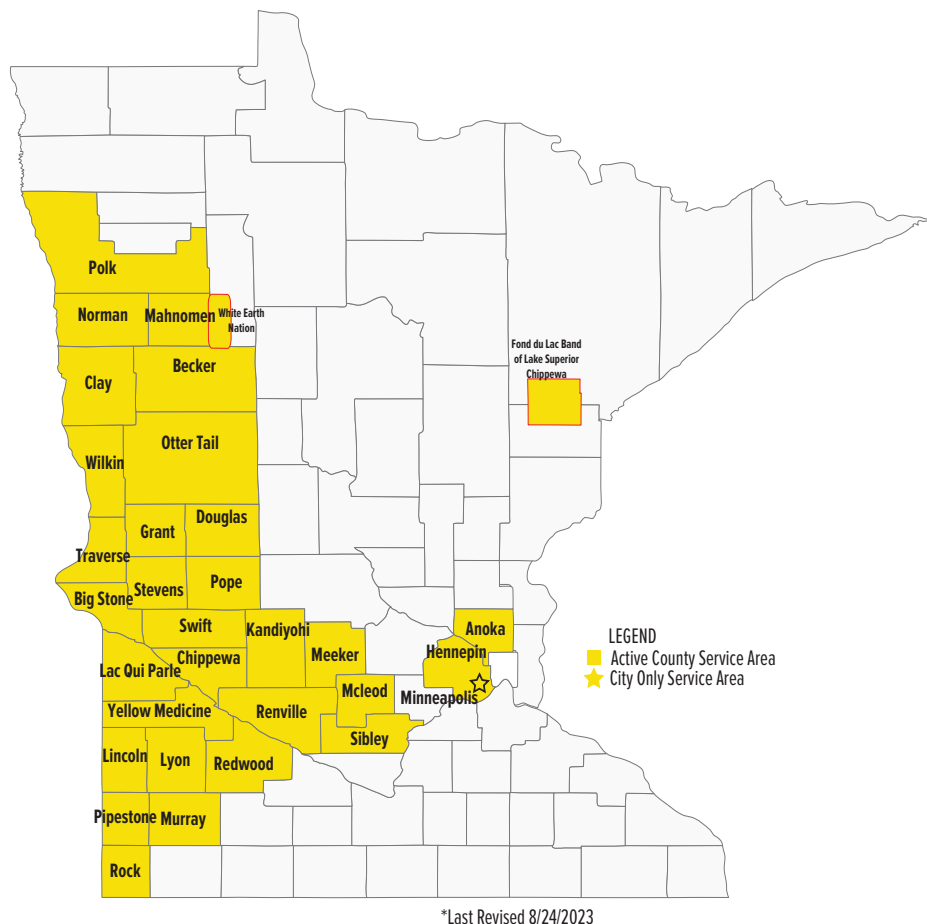 Polk
Norman
Mahnomen
White Earth
Nation
Fond du Lac Band
of Lake Superior
Chippewa
Becker
Clay
Otter Tail
Wilkin
Douglas
Grant
Traverse
Pope
Stevens
Big Stone
Swift
Kandiyohi
Anoka
Hennepin
Meeker
Chippewa
Lac Qui Parle
LEGEND
Active County Service Area
City Only Service Area
Mcleod
Minneapolis
Yellow Medicine
Renville
Sibley
Lincoln
Lyon
Redwood
Pipestone
Murray
Rock
*Last Revised 8/24/2023